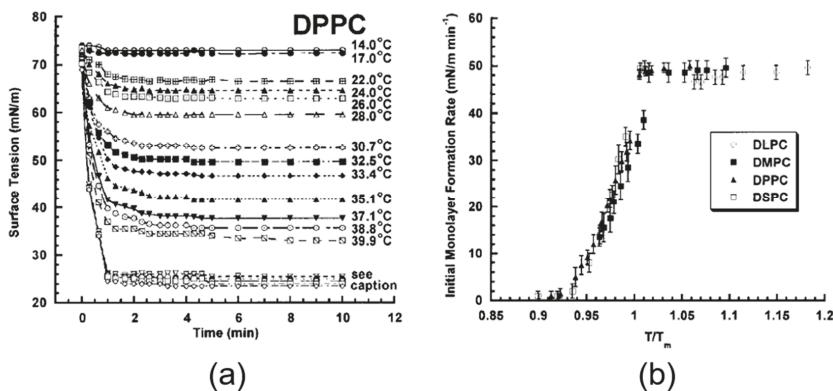 DPPC
80
70
60
50
40
30
20
Surface Tension (mN/m)
14.0°C
17.0°C
22.0°C
24.0°C
26.0°C
28.0°C
30.7°C
32.5°C
33.4°C
35.1°C
37.1°C
38.8°C
39.9°C
see
caption
0 2 4 6 8 10 12
Time (min)
(a)
60
50
40
30
20
10
0
Initial Monolayer Formation Rate (mN/m min⁻¹)
DLPC
DMPC
DPPC
DSPC
0.85 0.9 0.95 1 1.05 1.1 1.15 1.2
T/Tm
(b)